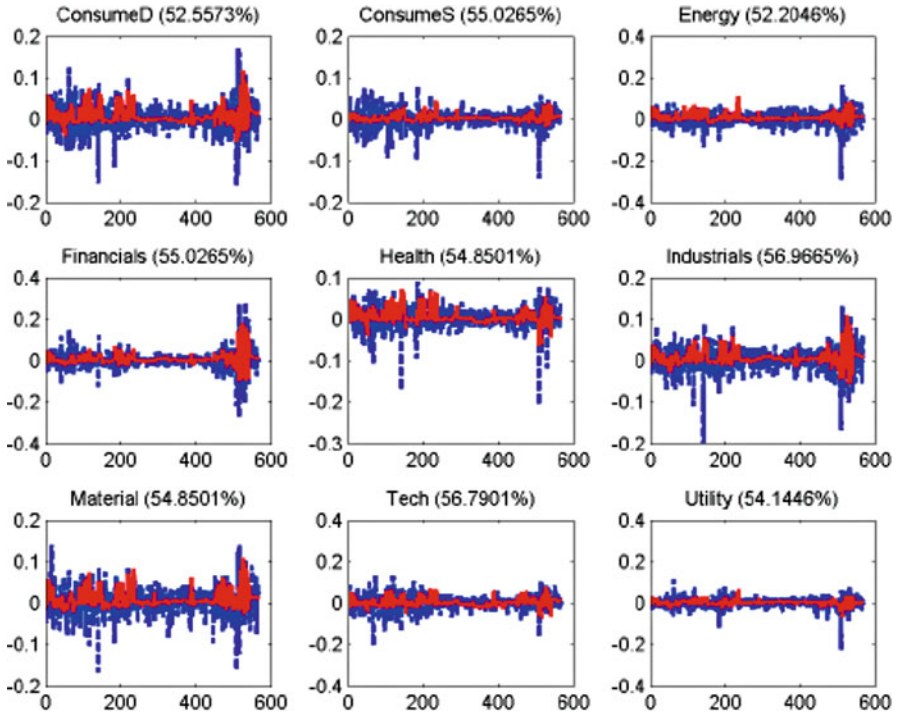 ConsumeD (52.5573%) ConsumeS (55.0265%) Energy (52.2046%)
0.2 0.2 0.4
0.1 0.1 0.2
0 0 0
-0.1 -0.1 -0.2
-0.2 -0.2 -0.4
0 200 400 600 0 200 400 600 0 200 400 600
Financials (55.0265%) Health (54.8501%) Industrials (56.9665%)
0.4 0.1 0.2
0.2 0 0.1
0 -0.1 0
-0.2 -0.2 -0.1
-0.4 -0.3 -0.2
0 200 400 600 0 200 400 600 0 200 400 600
Material (54.8501%) Tech (56.7901%) Utility (54.1446%)
0.2 0.4 0.4
0.1 0.2 0.2
0 0 0
-0.1 -0.2 -0.2
-0.2 -0.4 -0.4
0 200 400 600 0 200 400 600 0 200 400 600